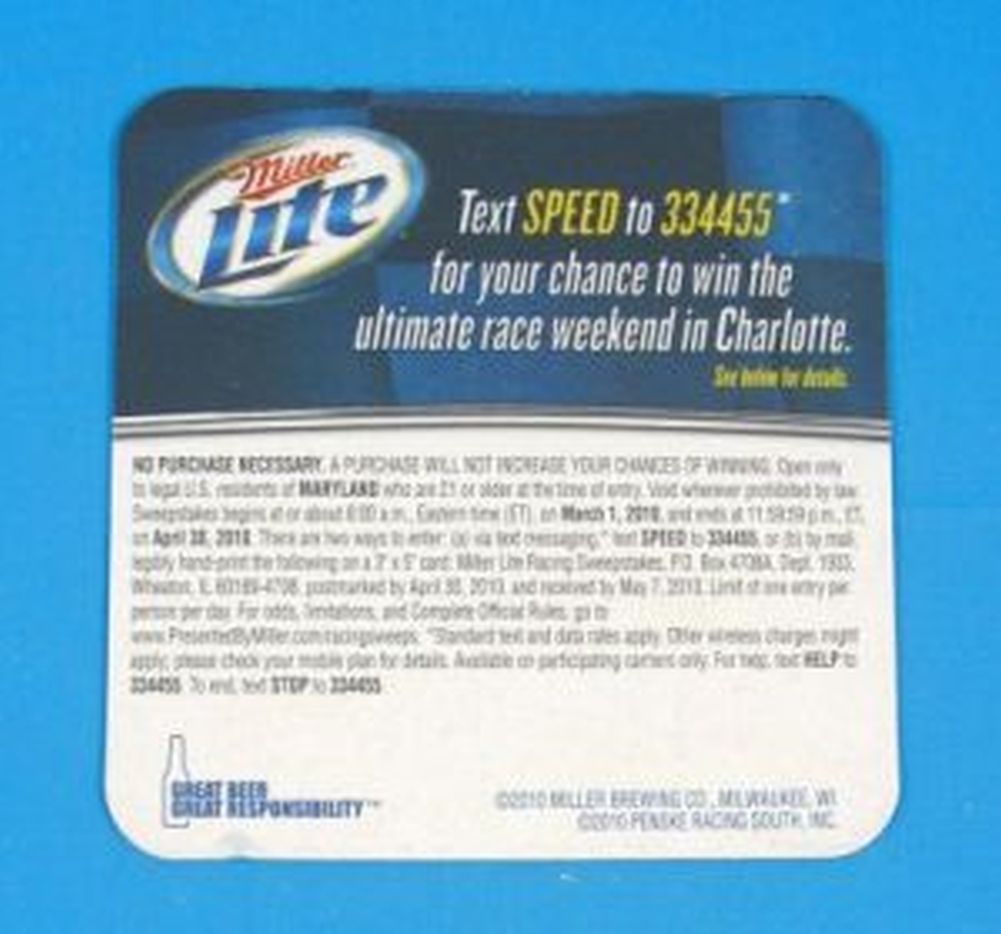 Miller
Lite
Text SPEED to 334455*
for your chance to win the
ultimate race weekend in Charlotte.
See below for details.
NO PURCHASE NECESSARY. A PURCHASE WILL NOT INCREASE YOUR CHANCES OF WINNING. Open only
to legal U.S. residents of MARYLAND who are 21 or older at the time of entry. Void wherever prohibited by law.
Sweepstakes begins at or about 6:00 a.m., Eastern time (ET), on March 1, 2010, and ends at 11:59:59 p.m., ET,
on April 30, 2010. There are two ways to enter: (a) via text messaging,* text SPEED to 334455, or (b) by mail,
legibly hand-print the following on a 3" x 5" card: Miller Lite Racing Sweepstakes, P.O. Box 4708A, Dept. 1933,
Wheaton, IL 60189-4708, postmarked by April 30, 2010, and received by May 7, 2010. Limit of one entry per
person per day. For odds, limitations, and Complete Official Rules, go to
www.PresentedByMiller.com/racingsweeps. *Standard text and data rates apply. Other wireless charges might
apply; please check your mobile plan for details. Available on participating carriers only. For help, text HELP to
334455. To end, text STOP to 334455.
GREAT BEER
GREAT RESPONSIBILITY™
©2010 MILLER BREWING CO., MILWAUKEE, WI
©2010 PENSKE RACING SOUTH, INC.